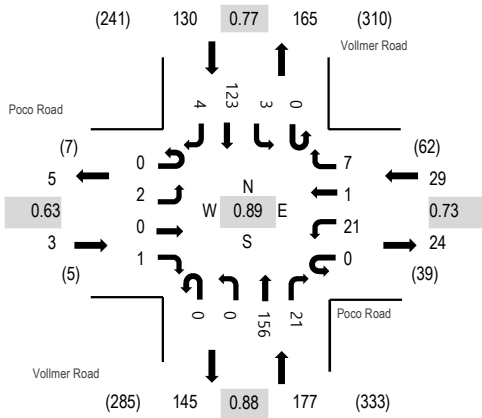 (241) 130 0.77 165 (310)
Vollmer Road
Poco Road
4 123 3 0
(7) 0 7 (62)
5 2 1 29
0.63 W N 0.89 S E 0.73
3 0 21 24
(5) 1 0 (39)
0 0 156 21
Poco Road
Vollmer Road
(285) 145 0.88 177 (333)